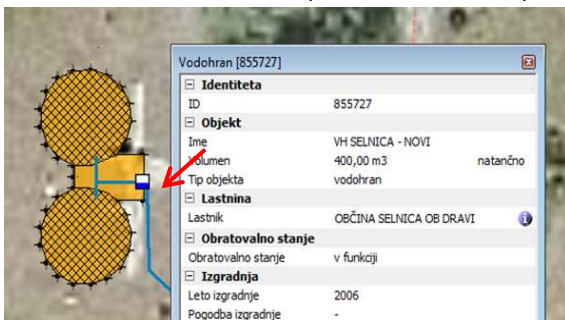 Vodohran [855727]
Identiteta
ID 855727
Objekt
Ime VH SELNICA - NOVI
Volumen 400,00 m3 natančno
Tip objekta vodohran
Lastnina
Lastnik OBČINA SELNICA OB DRAVI
Obratovalno stanje
Obratovalno stanje v funkciji
Izgradnja
Leto izgradnje 2006
Pogodba izgradnje -